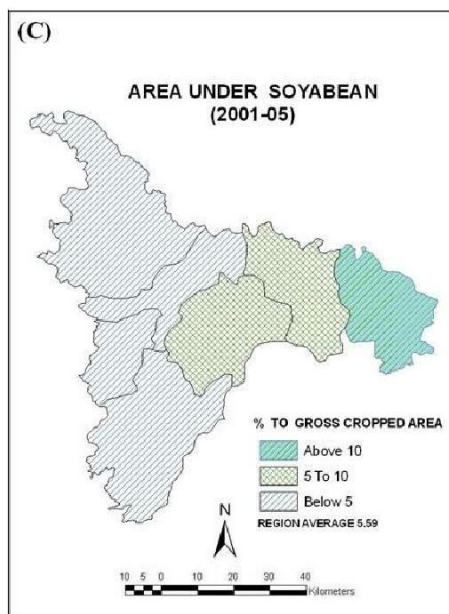 (C)
AREA UNDER SOYABEAN
(2001-05)
% TO GROSS CROPPED AREA
Above 10
5 To 10
Below 5
REGION AVERAGE 5.59
N
10 5 0 10 20 30 40
Kilometers